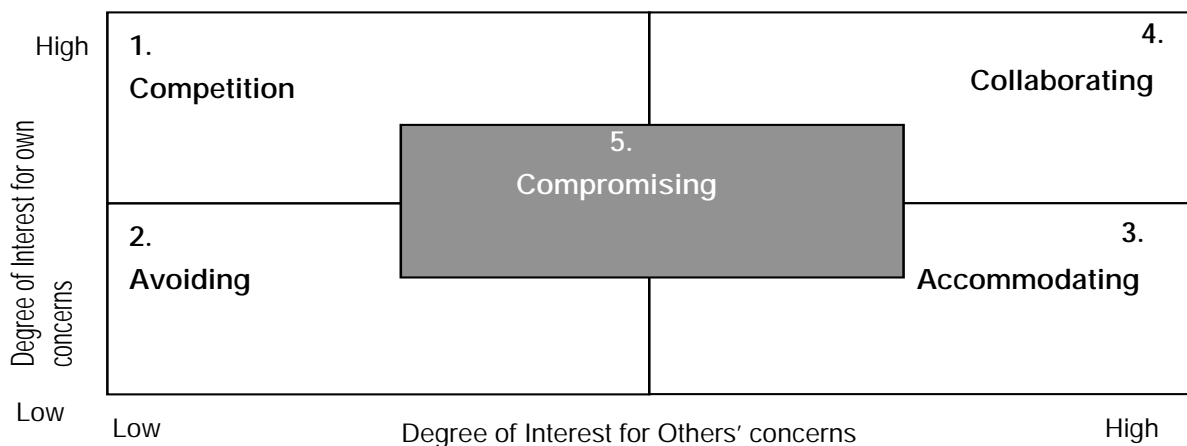 High
1.
Competition
4.
Collaborating
5.
Compromising
2.
Avoiding
3.
Accommodating
Degree of Interest for own
concerns
Low
Low
Degree of Interest for Others' concerns
High